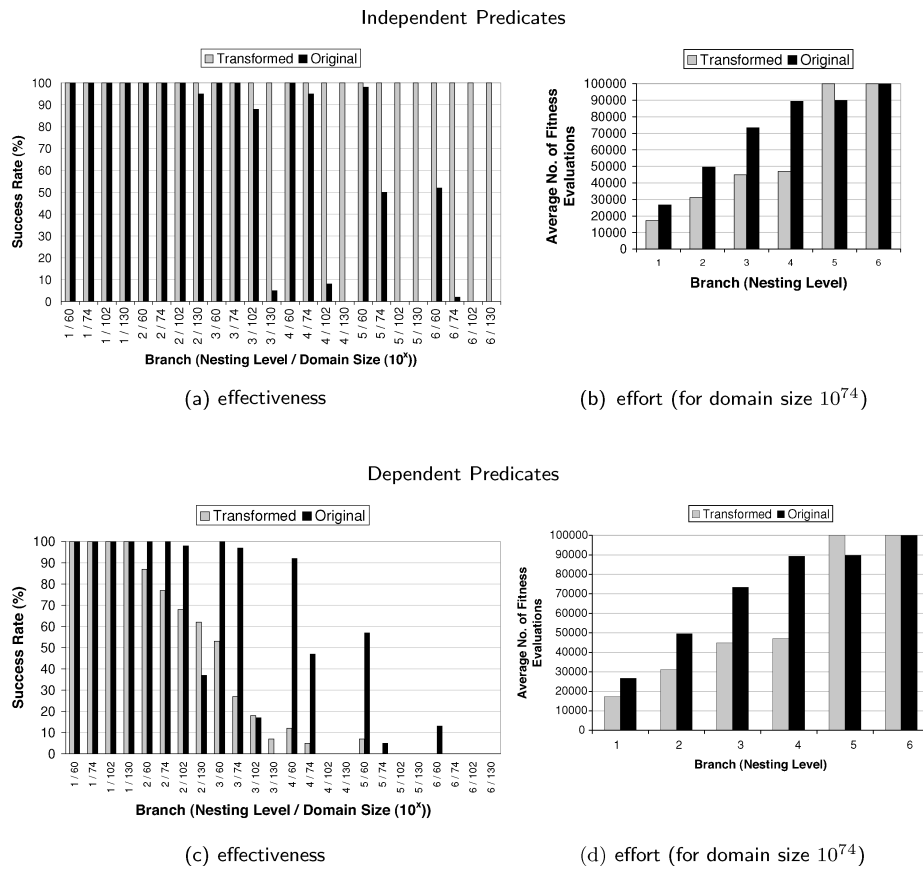 Independent Predicates
Transformed Original
100
90
80
70
60
50
40
30
20
10
0
Success Rate (%)
1 / 60
1 / 74
1 / 102
1 / 130
2 / 60
2 / 74
2 / 102
2 / 130
3 / 60
3 / 74
3 / 102
3 / 130
4 / 60
4 / 74
4 / 102
4 / 130
5 / 60
5 / 74
5 / 102
5 / 130
6 / 60
6 / 74
6 / 102
6 / 130
Branch (Nesting Level / Domain Size (10ˣ))
(a) effectiveness
Transformed Original
100000
90000
80000
70000
60000
50000
40000
30000
20000
10000
0
Average No. of Fitness
Evaluations
1 2 3 4 5 6
Branch (Nesting Level)
(b) effort (for domain size 10⁷⁴)
Dependent Predicates
Transformed Original
100
90
80
70
60
50
40
30
20
10
0
Success Rate (%)
1 / 60
1 / 74
1 / 102
1 / 130
2 / 60
2 / 74
2 / 102
2 / 130
3 / 60
3 / 74
3 / 102
3 / 130
4 / 60
4 / 74
4 / 102
4 / 130
5 / 60
5 / 74
5 / 102
5 / 130
6 / 60
6 / 74
6 / 102
6 / 130
Branch (Nesting Level / Domain Size (10ˣ))
(c) effectiveness
Transformed Original
100000
90000
80000
70000
60000
50000
40000
30000
20000
10000
0
Average No. of Fitness
Evaluations
1 2 3 4 5 6
Branch (Nesting Level)
(d) effort (for domain size 10⁷⁴)